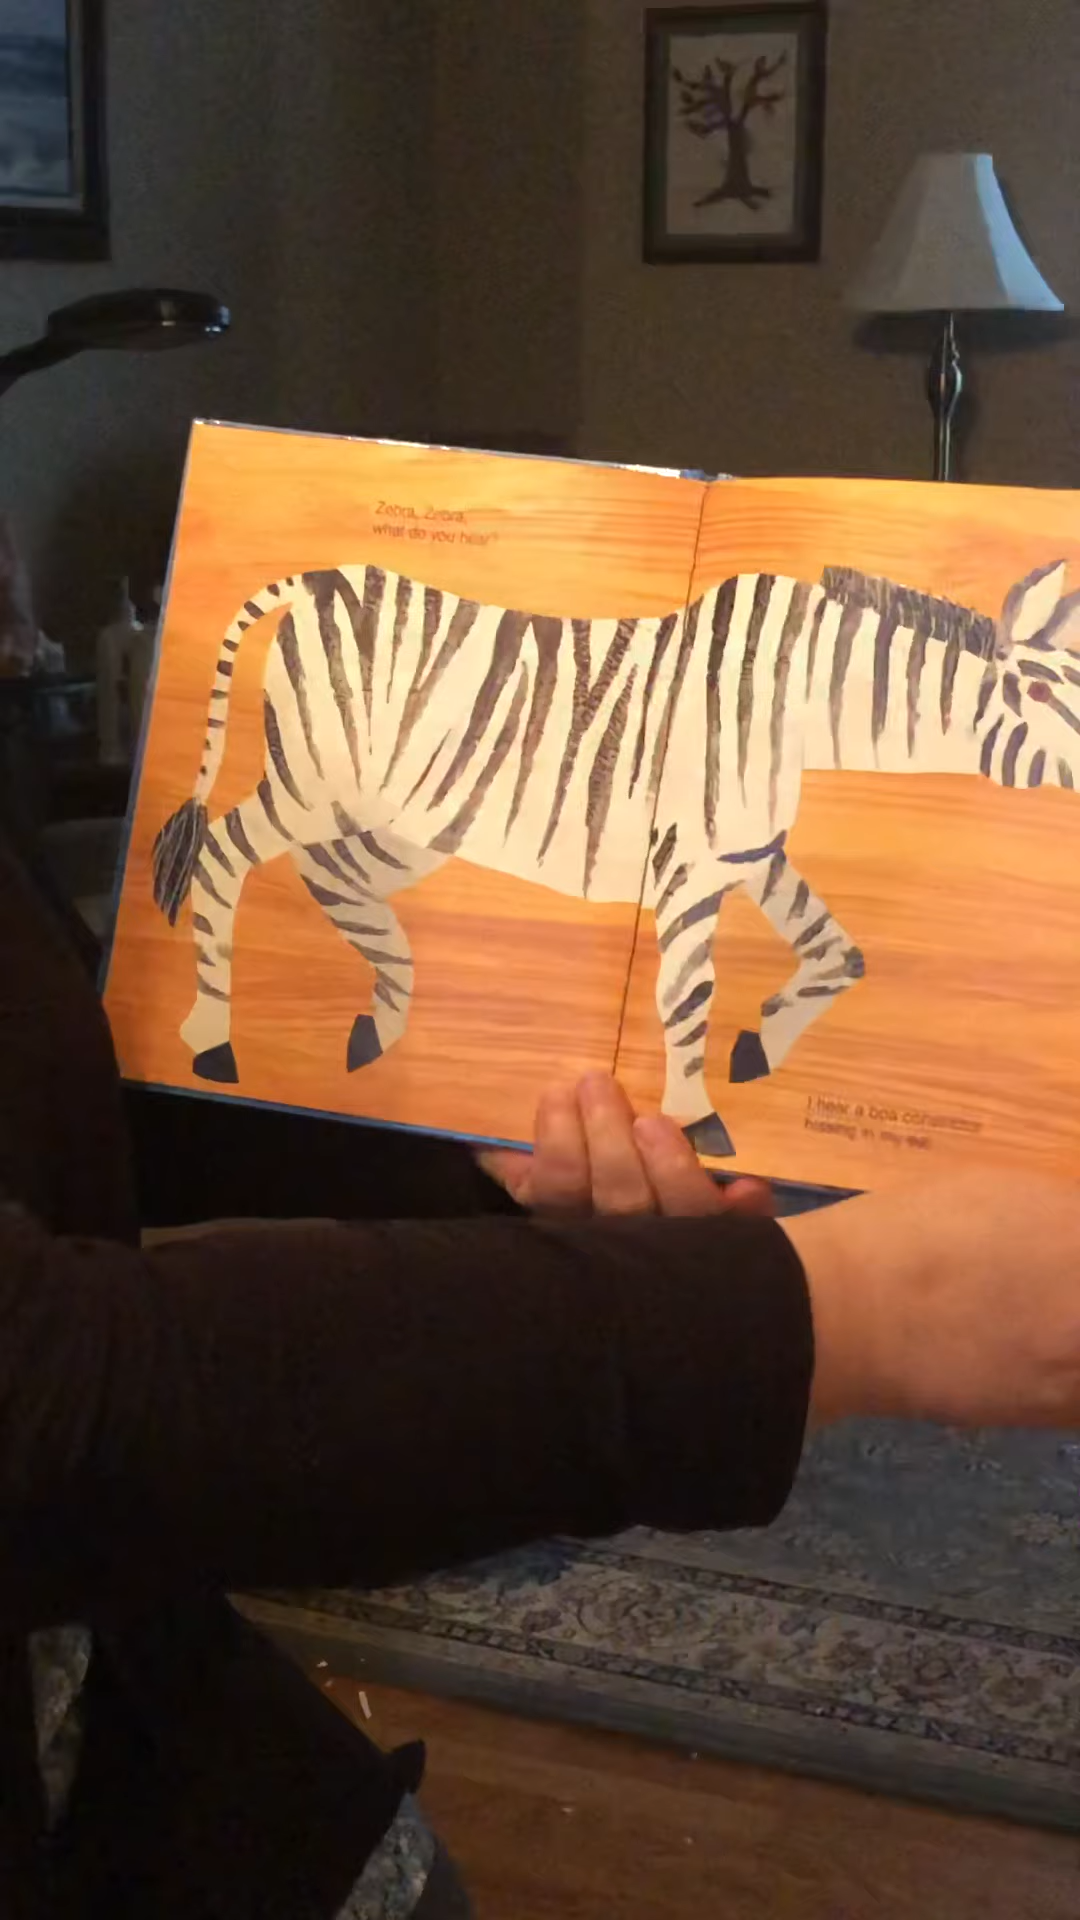 Zebra, Zebra,
what do you hear?
I hear a boa constrictor
hissing in my ear.